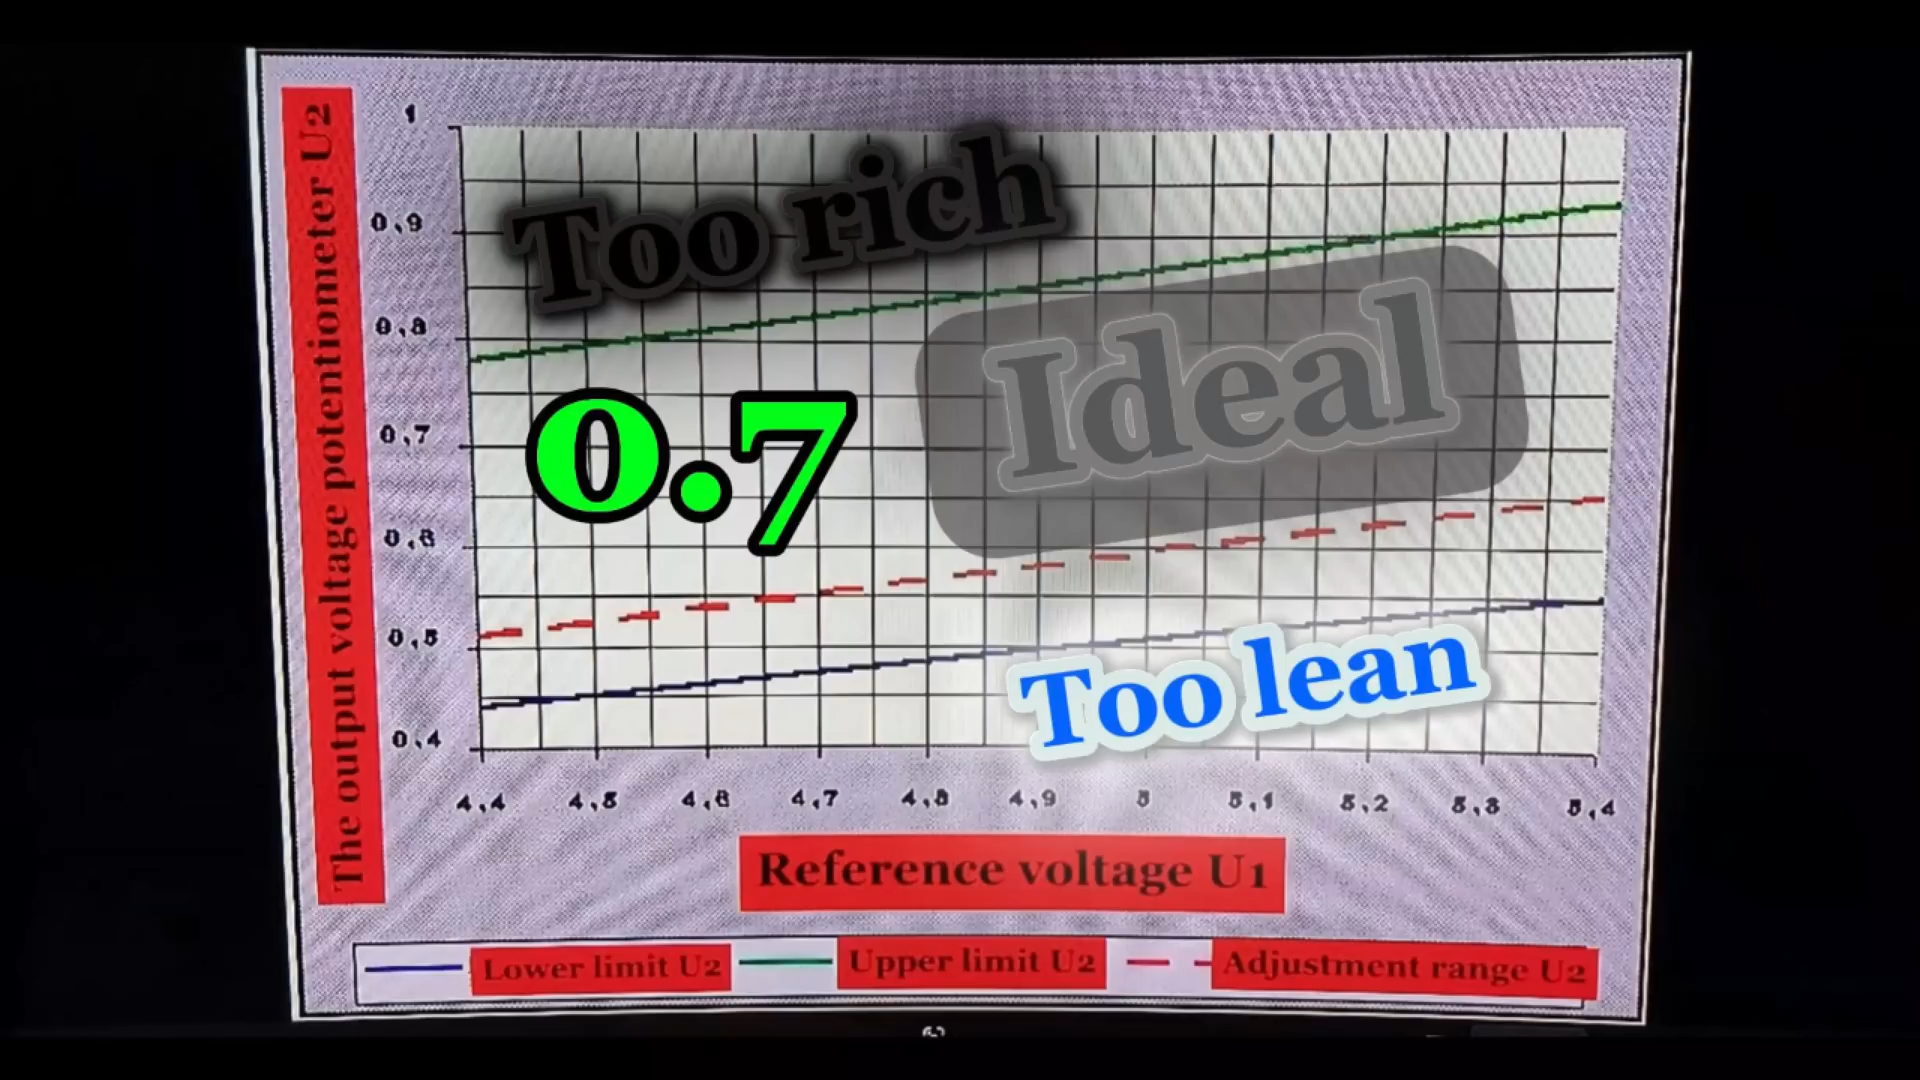 The output voltage potentiometer U2
1
0,9
0,8
0,7
0,6
0,5
0,4
Too rich
Ideal
0.7
Too lean
4,4 4,5 4,6 4,7 4,8 4,9 5 5,1 5,2 5,3 5,4
Reference voltage U1
Lower limit U2 Upper limit U2 Adjustment range U2